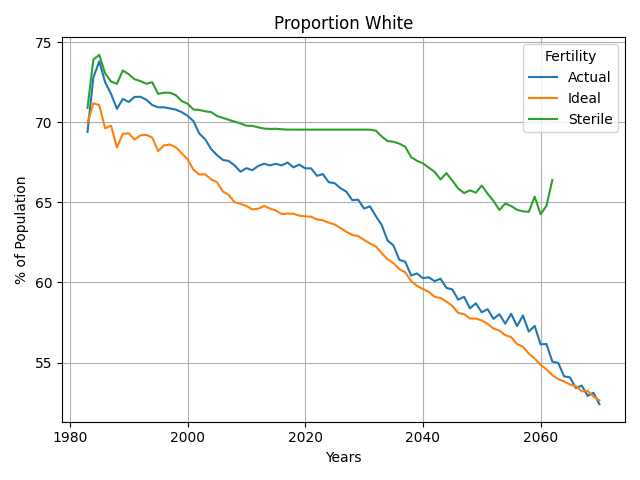 Proportion White
75
70
65
60
55
% of Population
1980
2000
2020
2040
2060
Years
Fertility
Actual
Ideal
Sterile